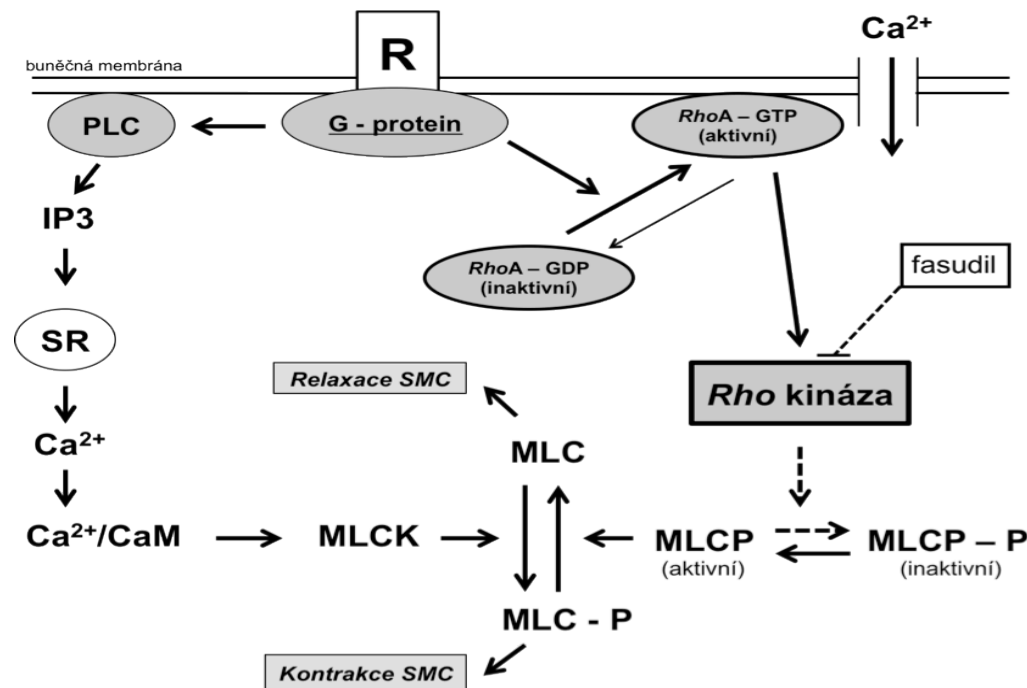 Ca²⁺
R
buněčná membrána
PLC
G - protein
RhoA – GTP
(aktivní)
IP3
RhoA – GDP
(inaktivní)
fasudil
SR
Relaxace SMC
Rho kináza
Ca²⁺
MLC
Ca²⁺/CaM
MLCK
MLCP
(aktivní)
MLCP – P
(inaktivní)
MLC - P
Kontrakce SMC